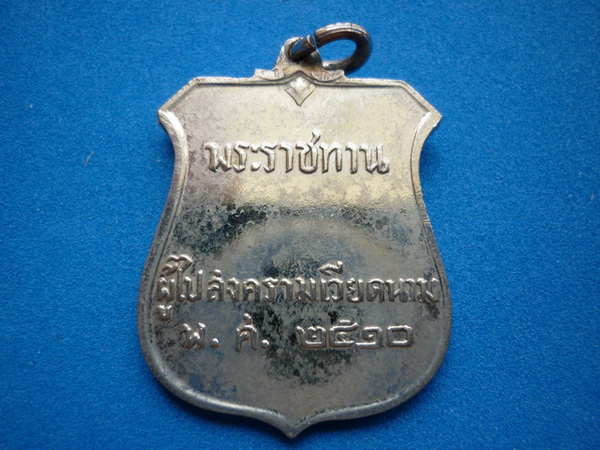 พระราชทาน
ผู้ไปสงครามเวียดนาม
พ. ศ. ๒๕๑๐